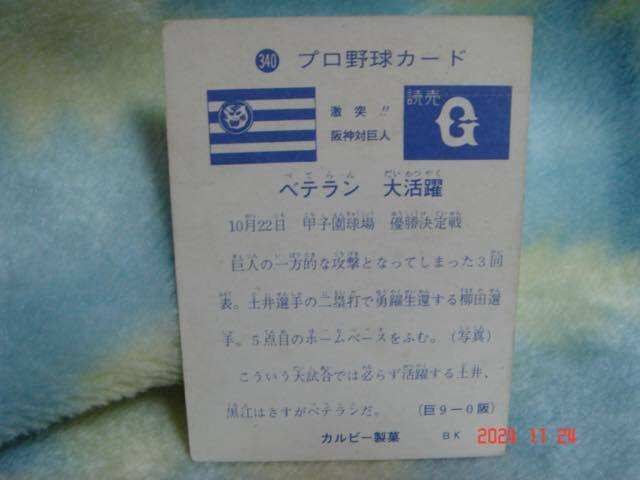 340 プロ野球カード
激突!!
阪神対巨人
読売
G
ベテラン 大活躍
10月22日 甲子園球場 優勝決定戦
巨人の一方的な攻撃となってしまった3回
表。土井選手の二塁打で勇躍生還する柳田選
手。5点目のホームベースをふむ。(写真)
こういう大試合では必らず活躍する土井、
黒江はさすがベテランだ。 (巨9−0阪)
カルビー製菓 BK
2024 11 24